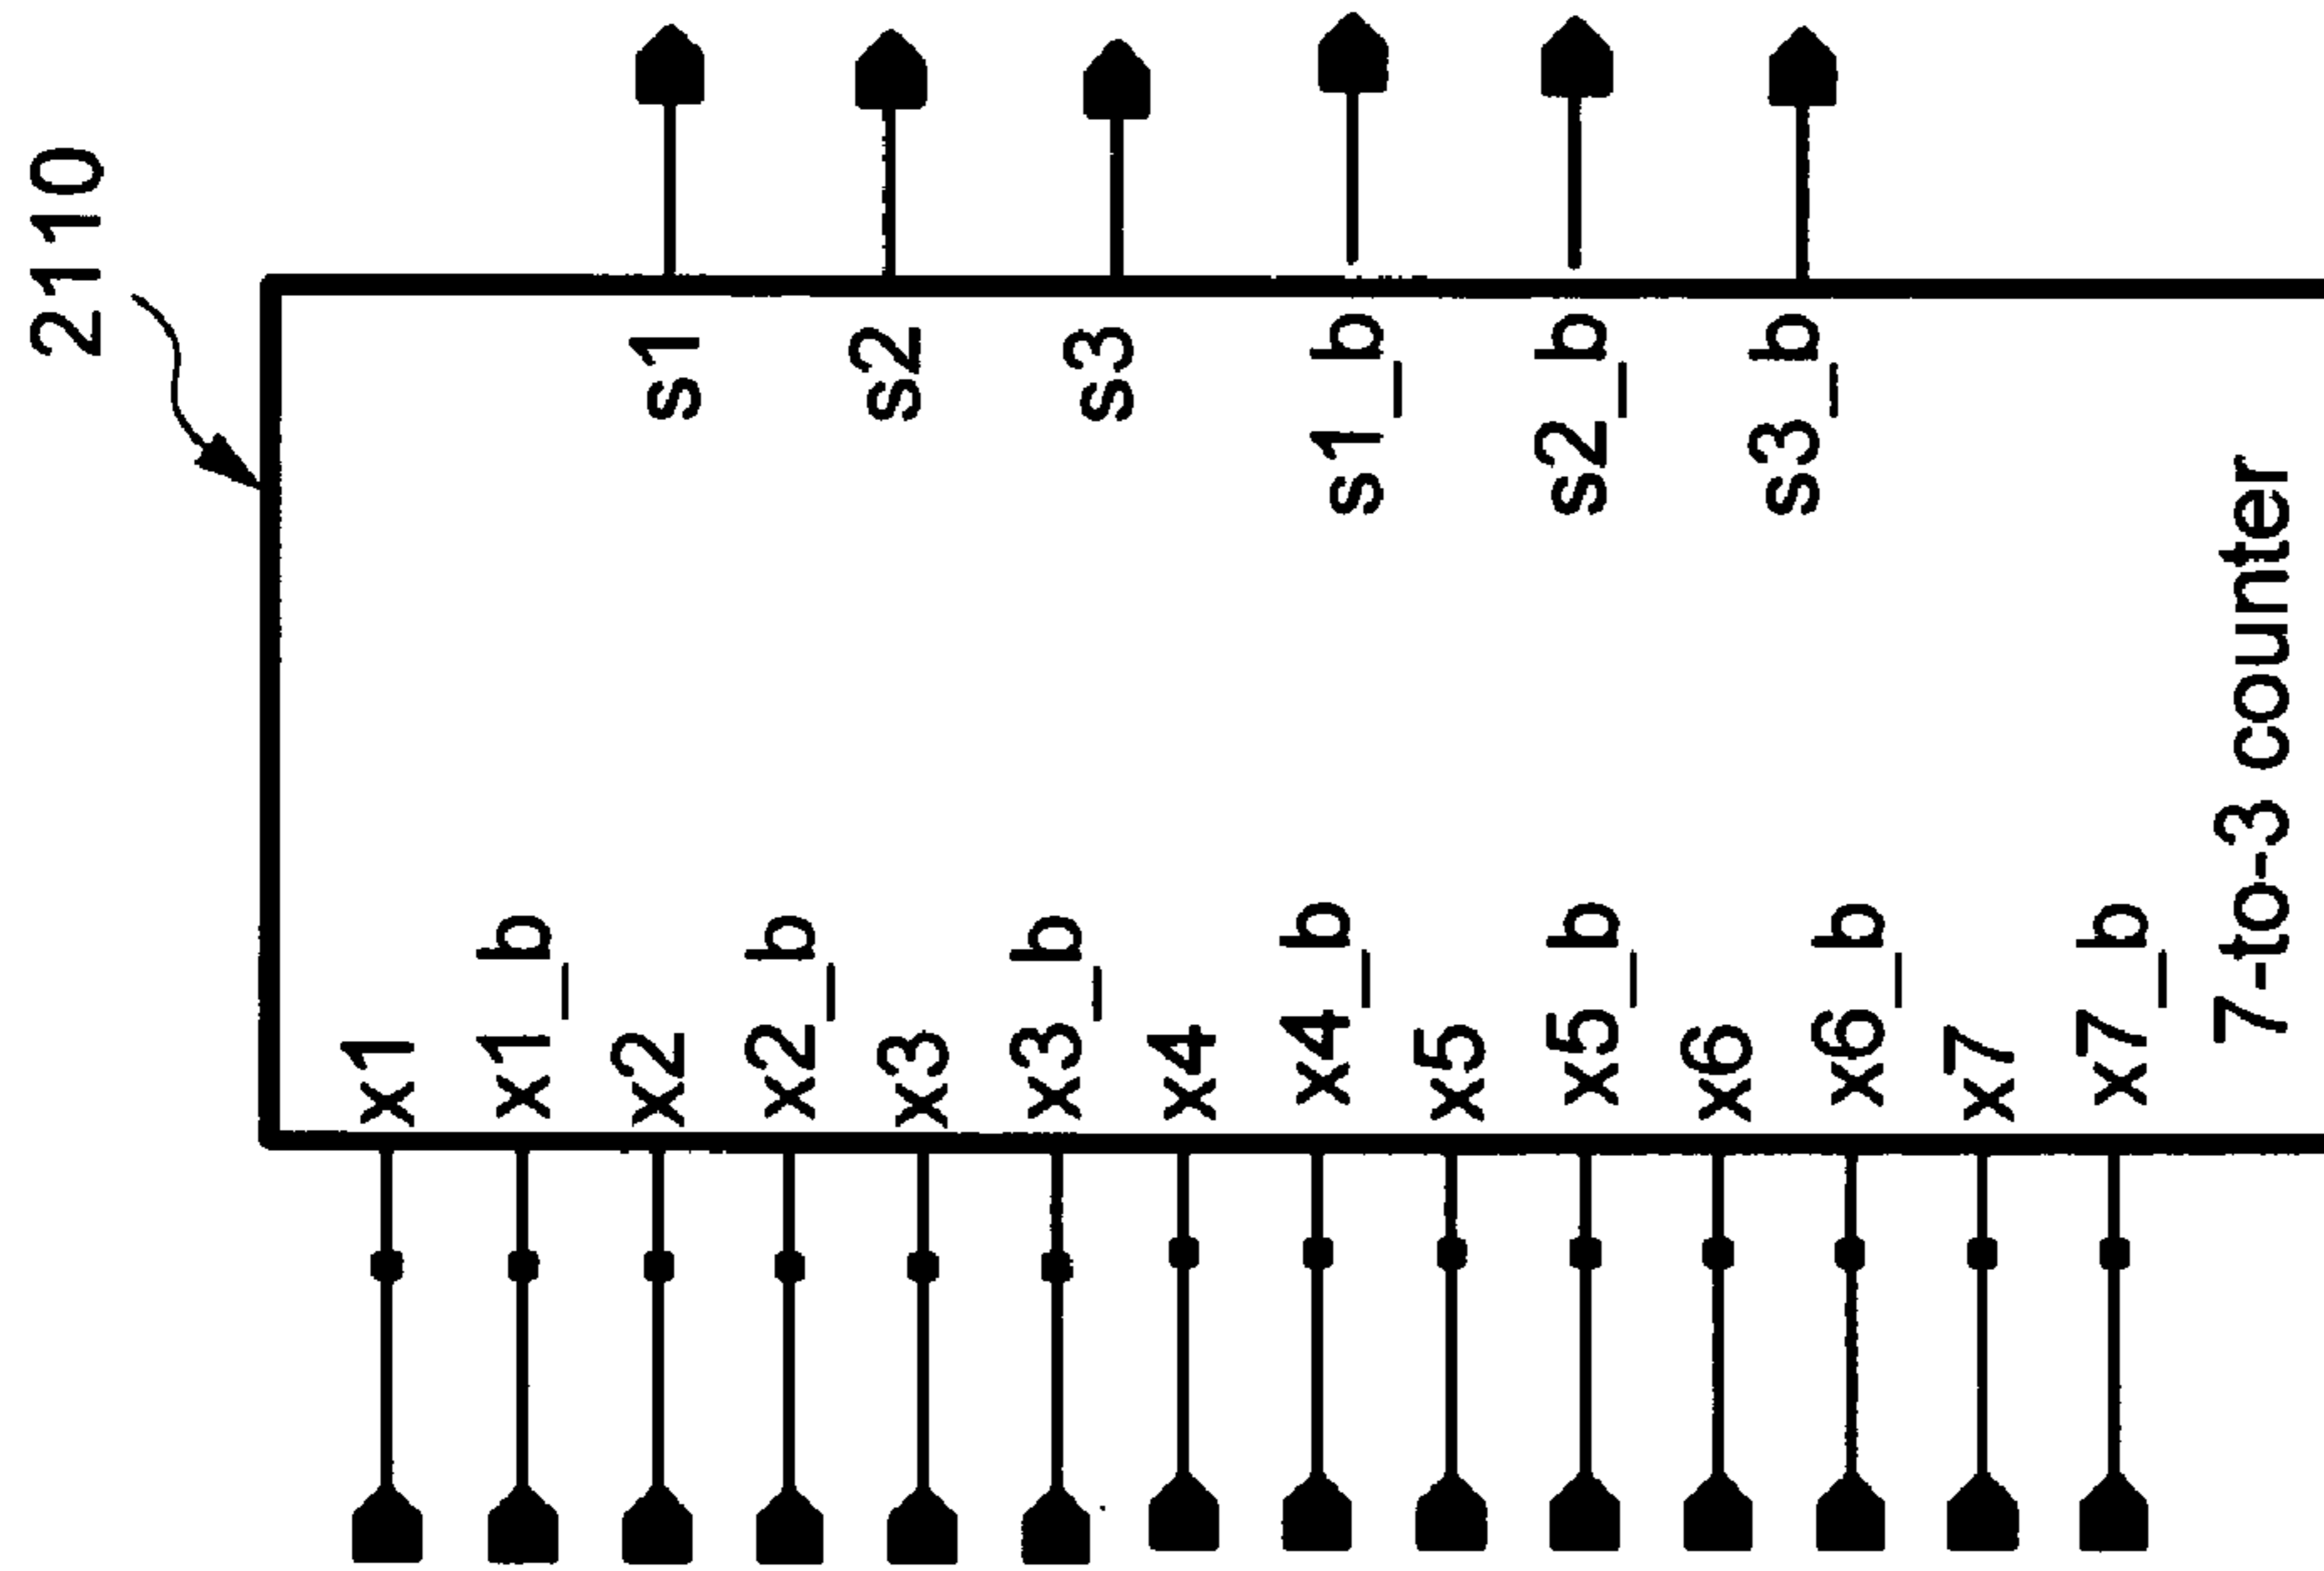 2110
x1
x1_b
x2
x2_b
x3
x3_b
x4
x4_b
x5
x5_b
x6
x6_b
x7
x7_b
s1
s2
s3
s1_b
s2_b
s3_b
7-to-3 counter